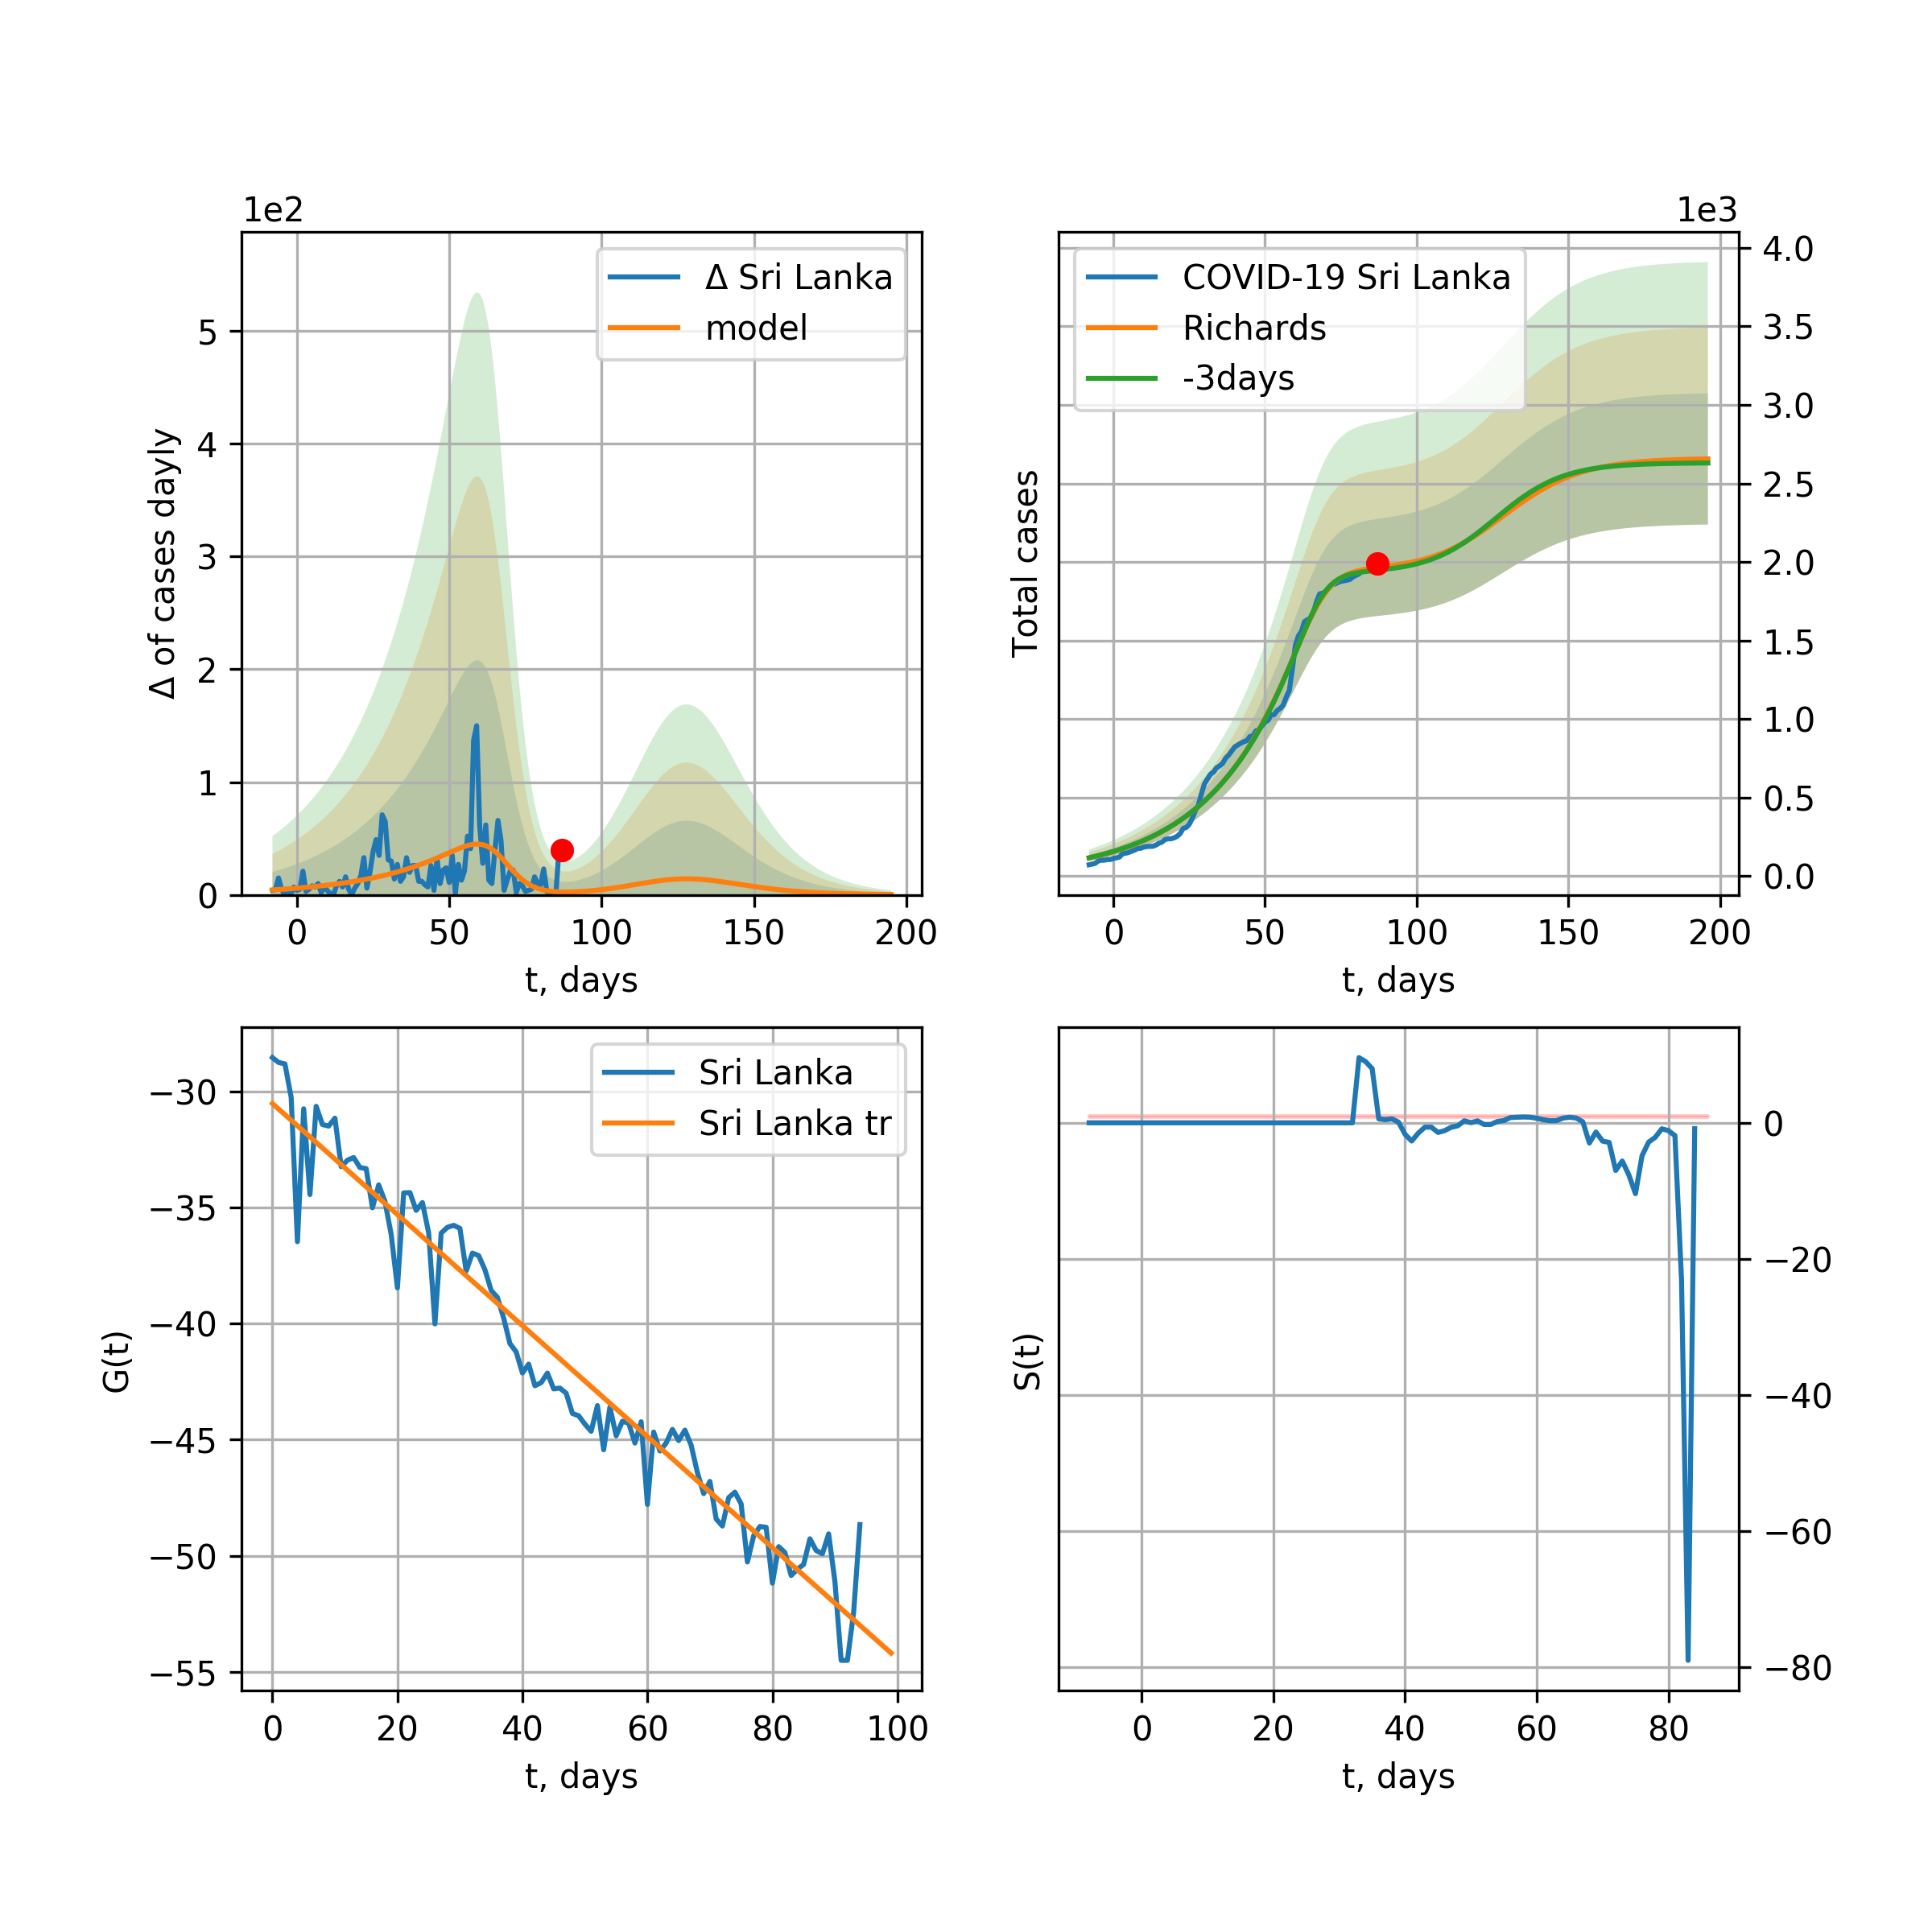 1e2
Δ of cases dayly
5
4
3
2
1
0
0 50 100 150 200
t, days
Δ Sri Lanka
model
1e3
Total cases
4.0
3.5
3.0
2.5
2.0
1.5
1.0
0.5
0.0
0 50 100 150 200
t, days
COVID-19 Sri Lanka
Richards
-3days
G(t)
−30
−35
−40
−45
−50
−55
0 20 40 60 80 100
t, days
Sri Lanka
Sri Lanka tr
S(t)
0
−20
−40
−60
−80
0 20 40 60 80
t, days